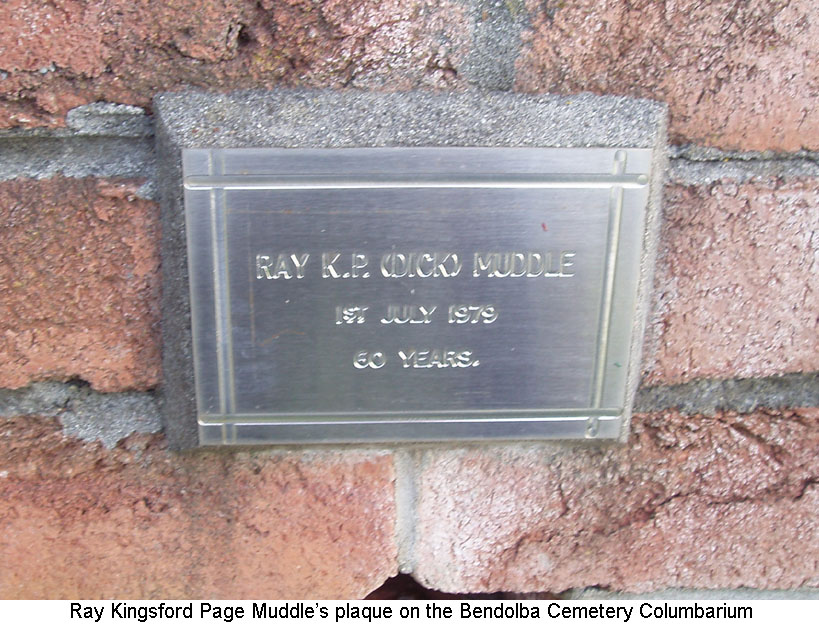 RAY K.P. (DICK) MUDDLE
1ST JULY 1979
60 YEARS.
Ray Kingsford Page Muddle's plaque on the Bendolba Cemetery Columbarium